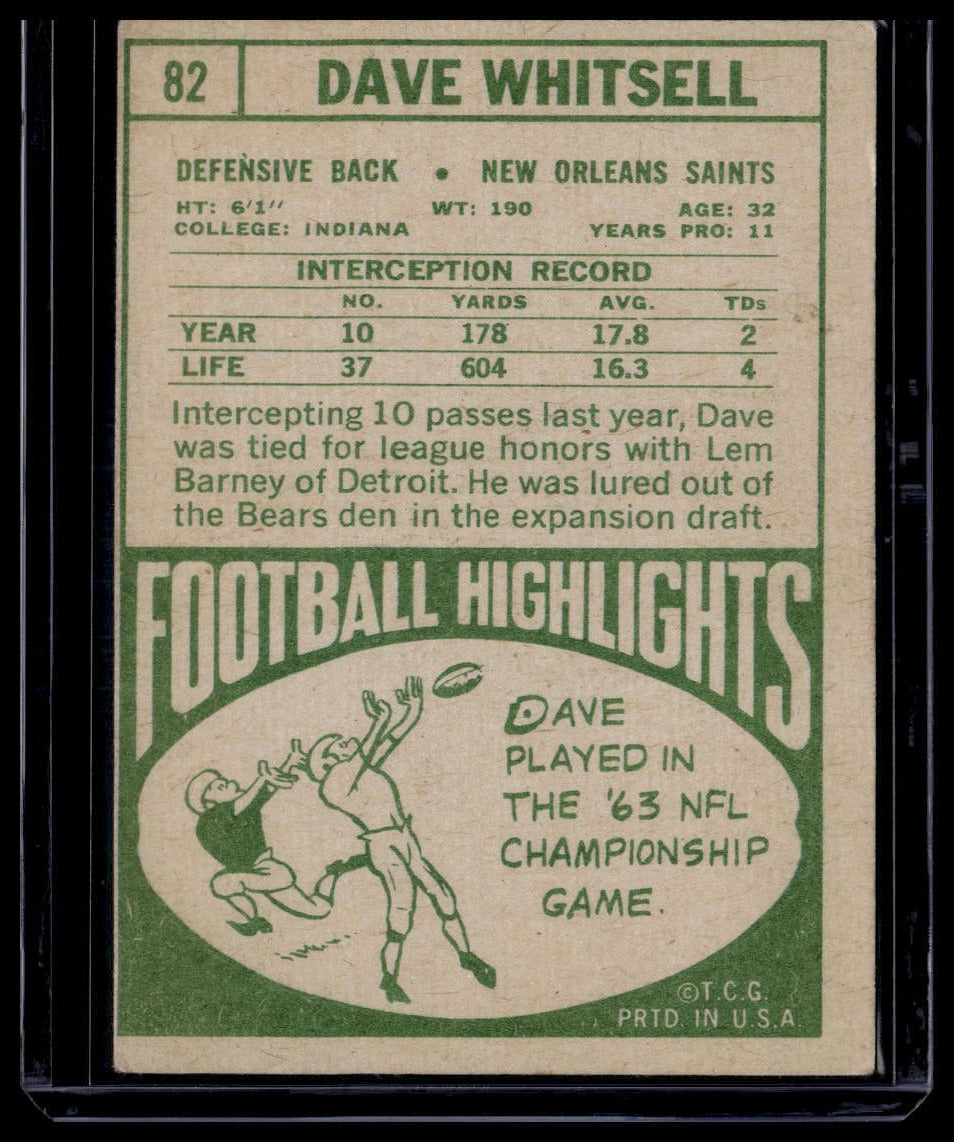 82 DAVE WHITSELL
DEFENSIVE BACK • NEW ORLEANS SAINTS
HT: 6'1" WT: 190 AGE: 32
COLLEGE: INDIANA YEARS PRO: 11
INTERCEPTION RECORD
NO. YARDS AVG. TDs
YEAR 10 178 17.8 2
LIFE 37 604 16.3 4
Intercepting 10 passes last year, Dave
was tied for league honors with Lem
Barney of Detroit. He was lured out of
the Bears den in the expansion draft.
FOOTBALL HIGHLIGHTS
DAVE
PLAYED IN
THE '63 NFL
CHAMPIONSHIP
GAME.
©T.C.G.
PRTD. IN U.S.A.